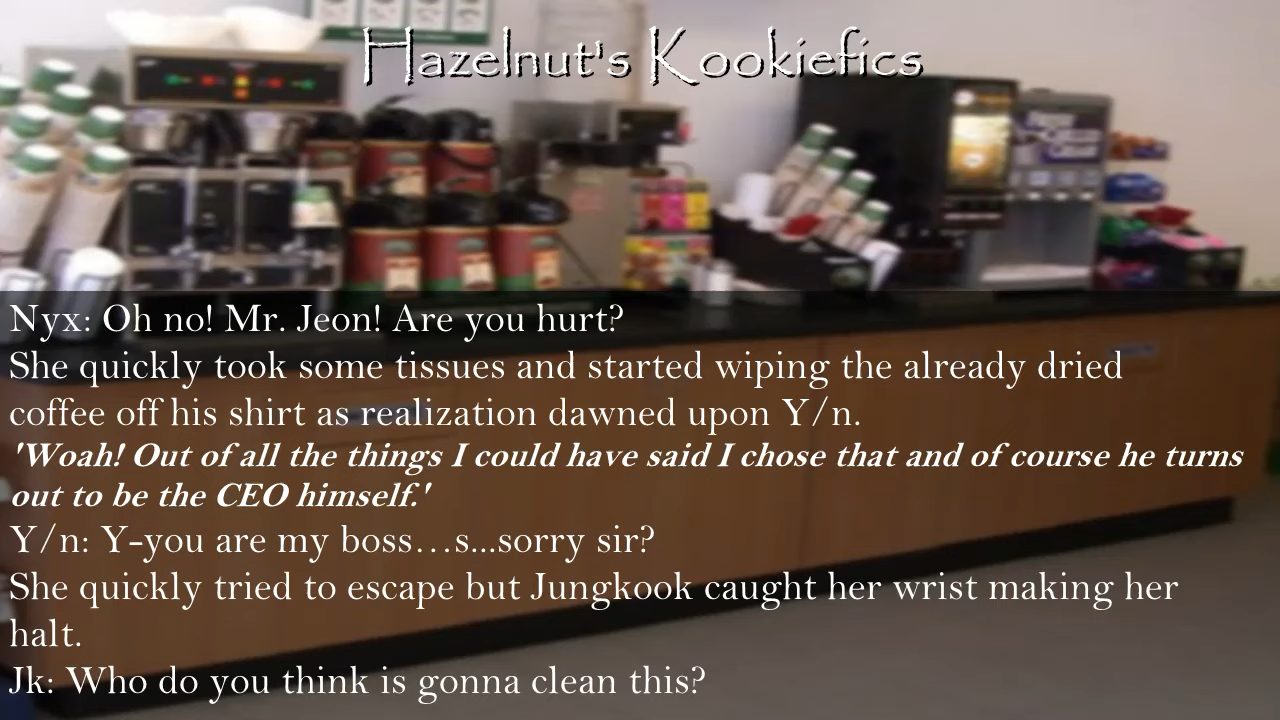 Hazelnut's Kookiefics
Nyx: Oh no! Mr. Jeon! Are you hurt?
She quickly took some tissues and started wiping the already dried
coffee off his shirt as realization dawned upon Y/n.
'Woah! Out of all the things I could have said I chose that and of course he turns
out to be the CEO himself.'
Y/n: Y-you are my boss…s...sorry sir?
She quickly tried to escape but Jungkook caught her wrist making her
halt.
Jk: Who do you think is gonna clean this?